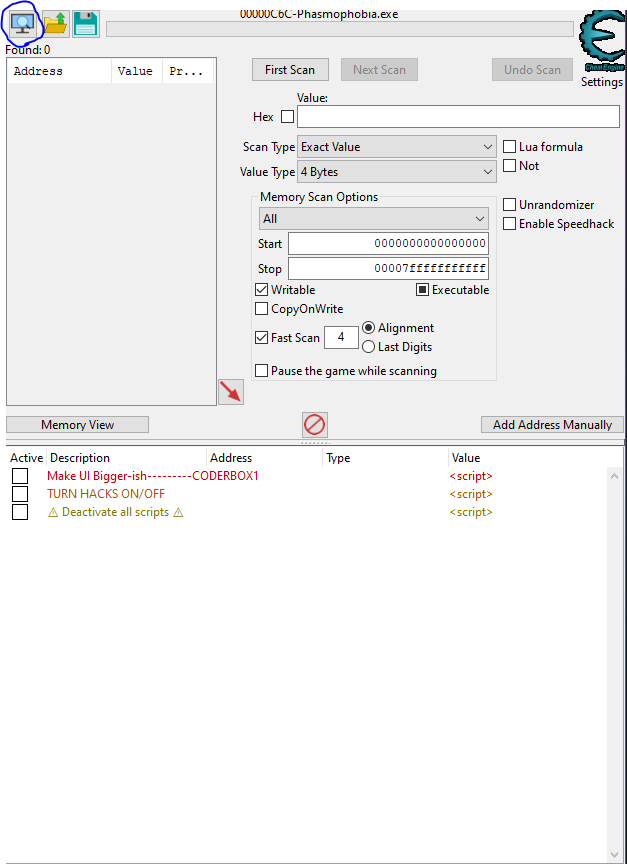 00000C6C-Phasmophobia.exe
Found: 0
Address Value Pr...
First Scan Next Scan Undo Scan
Cheat Engine
Settings
Value:
Hex
Scan Type Exact Value
Lua formula
Value Type 4 Bytes
Not
Memory Scan Options
All
Unrandomizer
Start 0000000000000000
Enable Speedhack
Stop 00007fffffffffff
Writable Executable
CopyOnWrite
Fast Scan 4 Alignment
Last Digits
Pause the game while scanning
Memory View Add Address Manually
Active Description Address Type Value
Make UI Bigger-ish---------CODERBOX1 <script>
TURN HACKS ON/OFF <script>
⚠ Deactivate all scripts ⚠ <script>